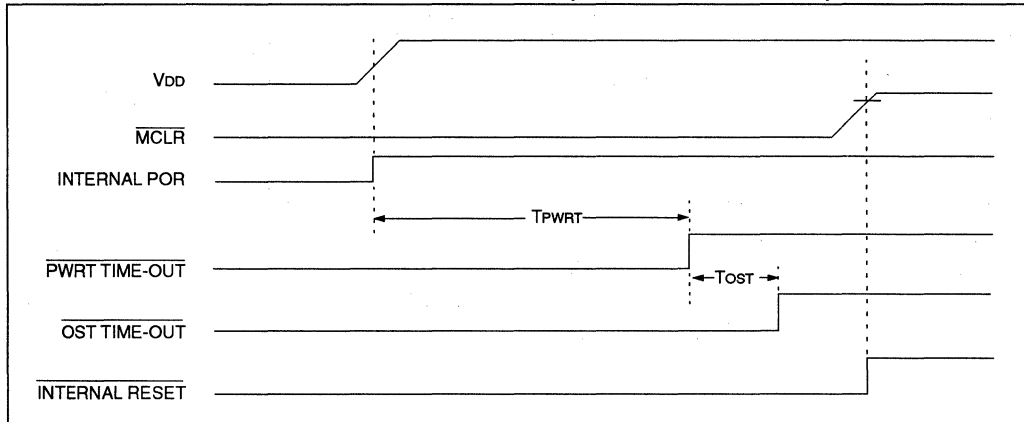 VDD
MCLR
INTERNAL POR
TPWRT
PWRT TIME-OUT
TOST
OST TIME-OUT
INTERNAL RESET